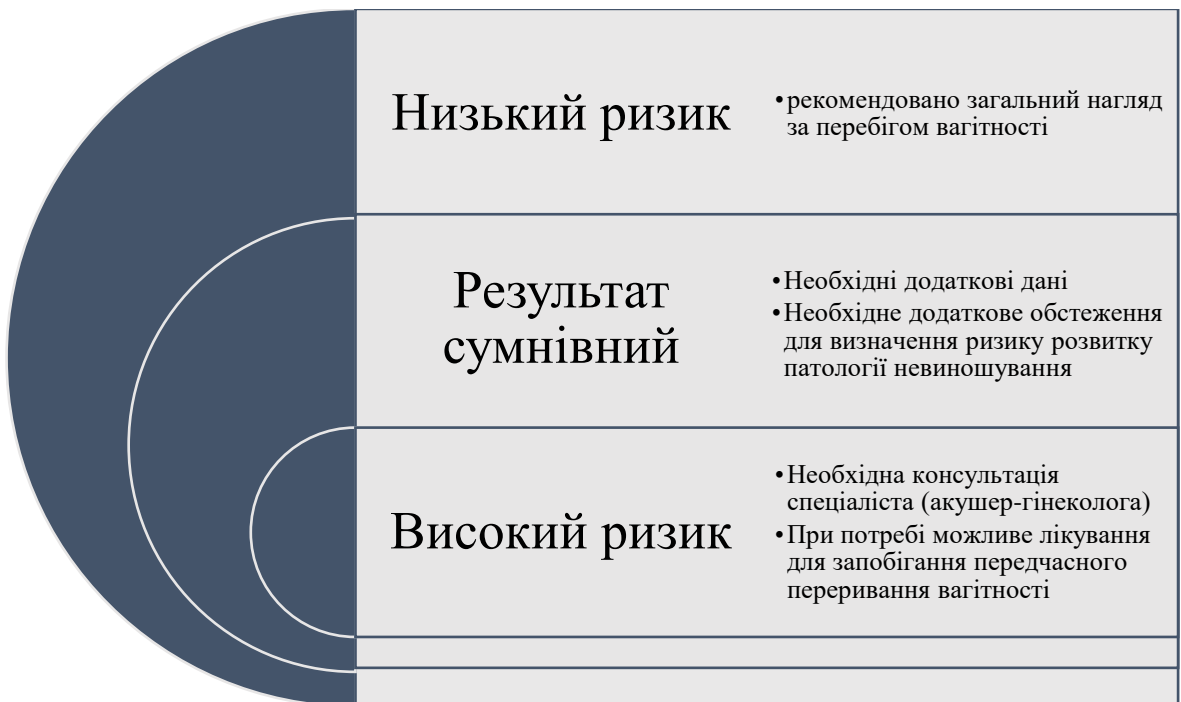 Низький ризик
•рекомендовано загальний нагляд
за перебігом вагітності
Результат
сумнівний
•Необхідні додаткові дані
•Необхідне додаткове обстеження
для визначення ризику розвитку
патології невиношування
Високий ризик
•Необхідна консультація
спеціаліста (акушер-гінеколога)
•При потребі можливе лікування
для запобігання передчасного
переривання вагітності